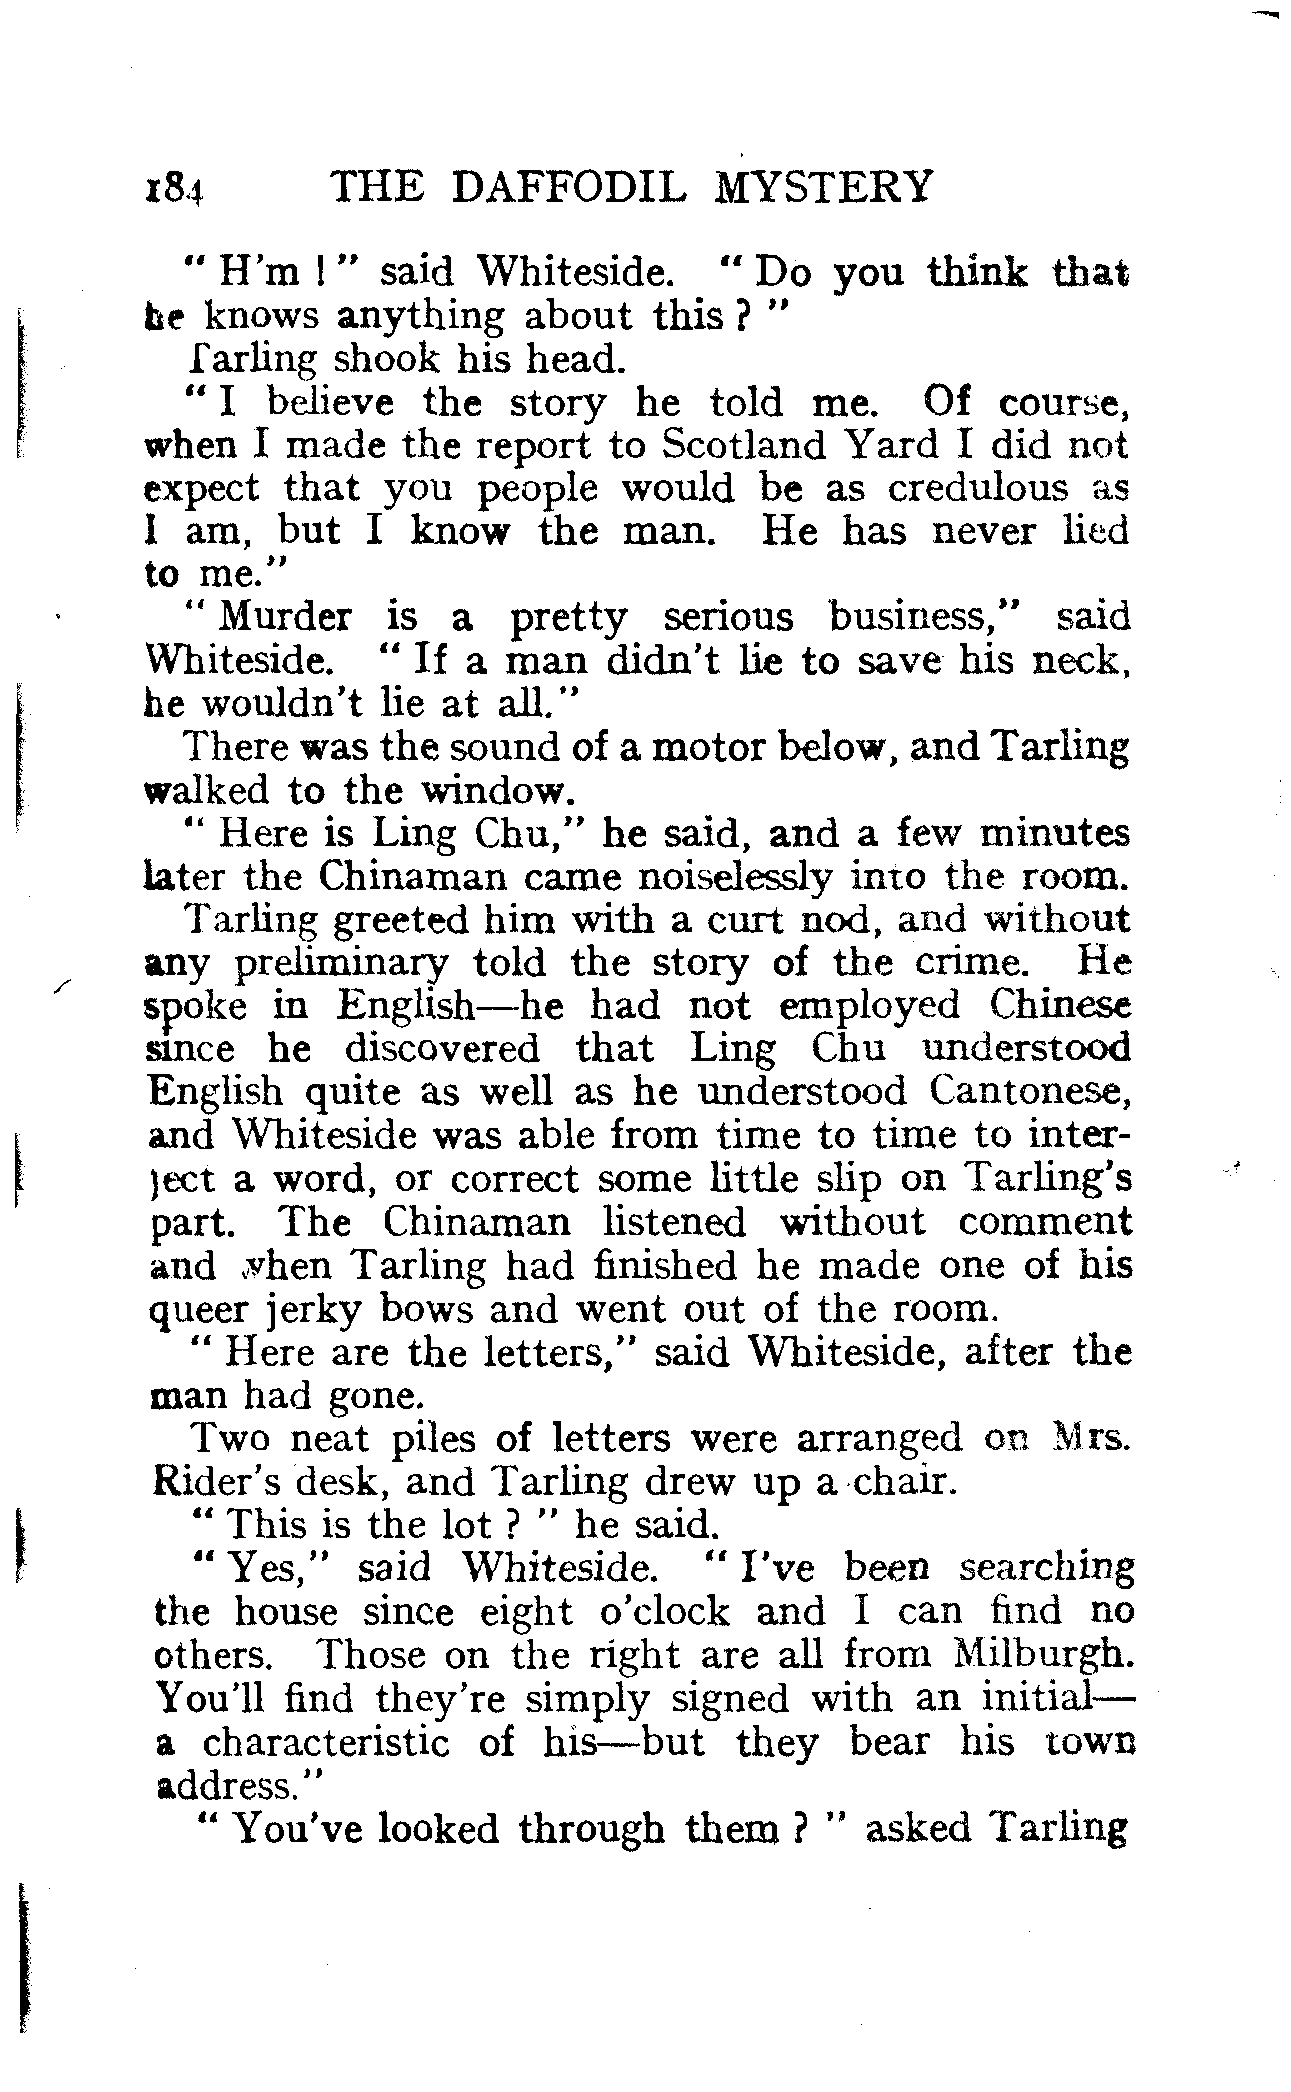 184 THE DAFFODIL MYSTERY
" H'm ! " said Whiteside. " Do you think that
he knows anything about this ? "
Tarling shook his head.
" I believe the story he told me. Of course,
when I made the report to Scotland Yard I did not
expect that you people would be as credulous as
I am, but I know the man. He has never lied
to me."
" Murder is a pretty serious business," said
Whiteside. " If a man didn't lie to save his neck,
he wouldn't lie at all."
There was the sound of a motor below, and Tarling
walked to the window.
" Here is Ling Chu," he said, and a few minutes
later the Chinaman came noiselessly into the room.
Tarling greeted him with a curt nod, and without
any preliminary told the story of the crime. He
spoke in English—he had not employed Chinese
since he discovered that Ling Chu understood
English quite as well as he understood Cantonese,
and Whiteside was able from time to time to inter-
ject a word, or correct some little slip on Tarling's
part. The Chinaman listened without comment
and when Tarling had finished he made one of his
queer jerky bows and went out of the room.
" Here are the letters," said Whiteside, after the
man had gone.
Two neat piles of letters were arranged on Mrs.
Rider's desk, and Tarling drew up a chair.
" This is the lot ? " he said.
" Yes," said Whiteside. " I've been searching
the house since eight o'clock and I can find no
others. Those on the right are all from Milburgh.
You'll find they're simply signed with an initial—
a characteristic of his—but they bear his town
address."
" You've looked through them ? " asked Tarling